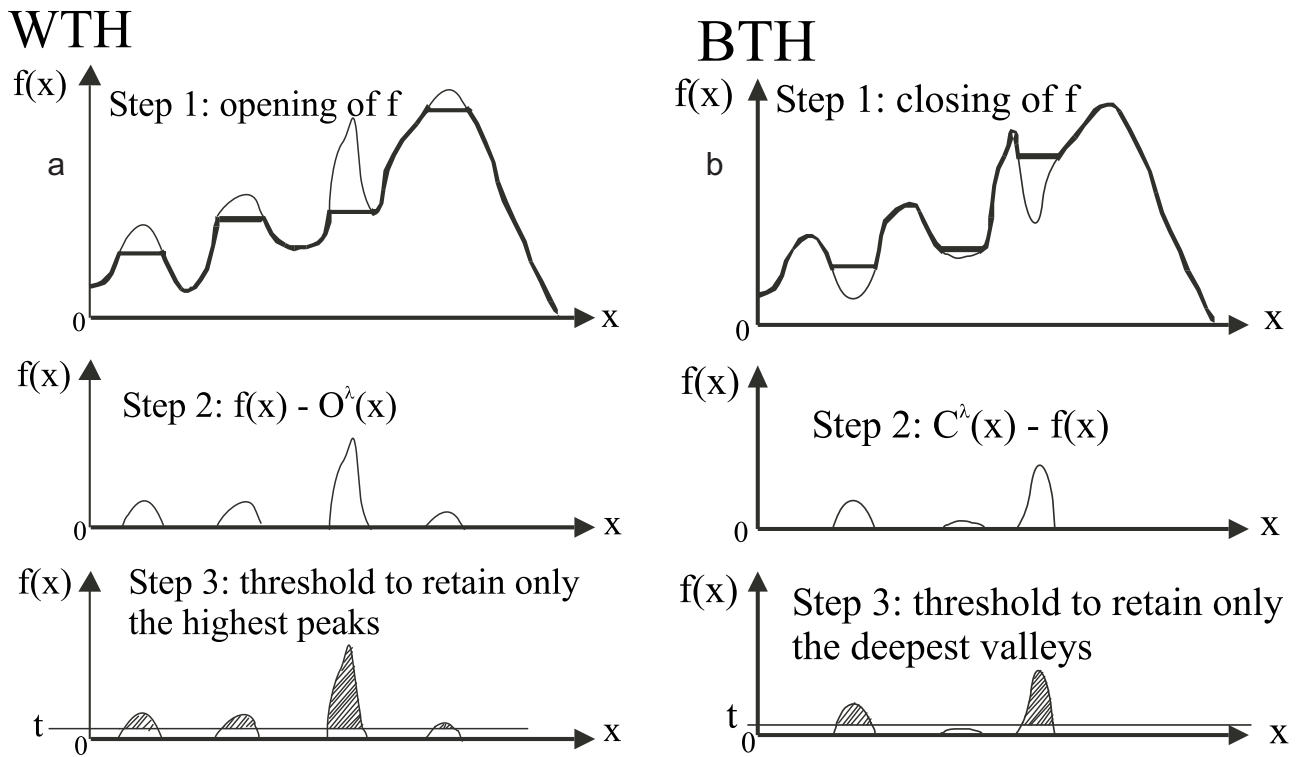 WTH
f(x)
Step 1: opening of f
a
0
x
f(x)
Step 2: f(x) - Oλ(x)
0
x
f(x)
Step 3: threshold to retain only
the highest peaks
t
0
x
BTH
f(x)
Step 1: closing of f
b
0
x
f(x)
Step 2: Cλ(x) - f(x)
0
x
f(x)
Step 3: threshold to retain only
the deepest valleys
t
0
x